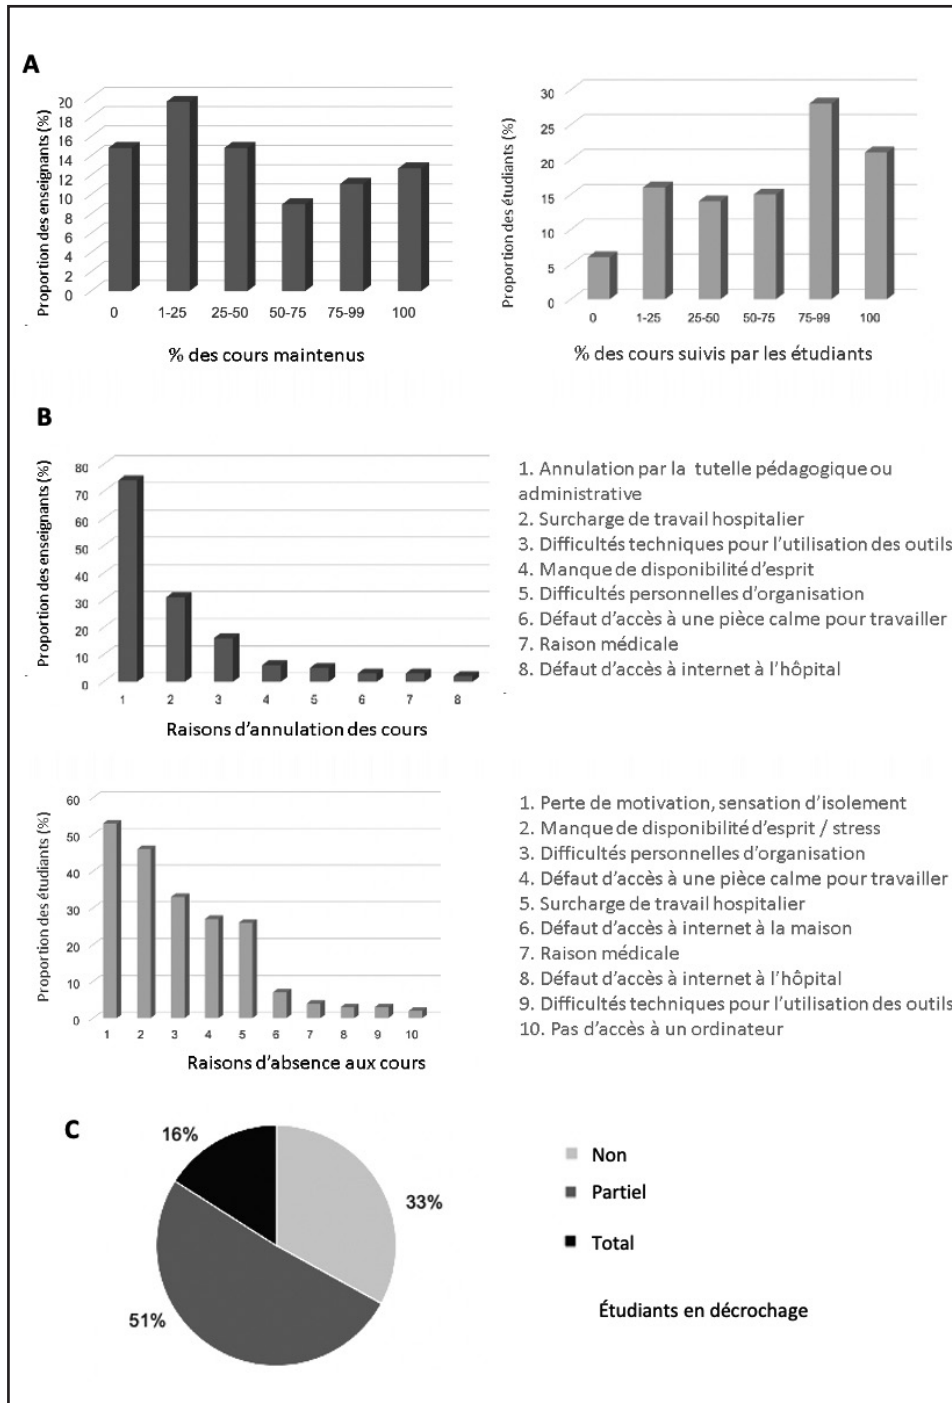 A
Proportion des enseignants (%)
20
18
16
14
12
10
8
6
4
2
0
0 1-25 25-50 50-75 75-99 100
% des cours maintenus
Proportion des étudiants (%)
30
25
20
15
10
5
0
0 1-25 25-50 50-75 75-99 100
% des cours suivis par les étudiants
B
Proportion des enseignants (%)
80
70
60
50
40
30
20
10
0
1 2 3 4 5 6 7 8
Raisons d'annulation des cours
1. Annulation par la tutelle pédagogique ou
administrative
2. Surcharge de travail hospitalier
3. Difficultés techniques pour l'utilisation des outils
4. Manque de disponibilité d'esprit
5. Difficultés personnelles d'organisation
6. Défaut d'accès à une pièce calme pour travailler
7. Raison médicale
8. Défaut d'accès à internet à l'hôpital
Proportion des étudiants (%)
60
50
40
30
20
10
0
1 2 3 4 5 6 7 8 9 10
Raisons d'absence aux cours
1. Perte de motivation, sensation d'isolement
2. Manque de disponibilité d'esprit / stress
3. Difficultés personnelles d'organisation
4. Défaut d'accès à une pièce calme pour travailler
5. Surcharge de travail hospitalier
6. Défaut d'accès à internet à la maison
7. Raison médicale
8. Défaut d'accès à internet à l'hôpital
9. Difficultés techniques pour l'utilisation des outils
10. Pas d'accès à un ordinateur
C
16%
33%
51%
Non
Partiel
Total
Étudiants en décrochage